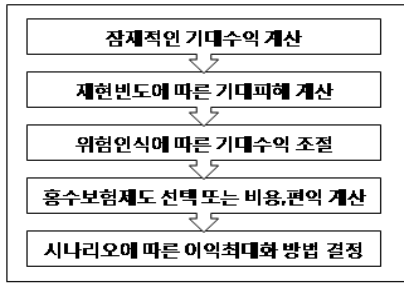 잠재적인 기대수익 계산
재현빈도에 따른 기대피해 계산
위험인식에 따른 기대수익 조절
홍수보험제도 선택 또는 비용,편익 계산
시나리오에 따른 이익최대화 방법 결정